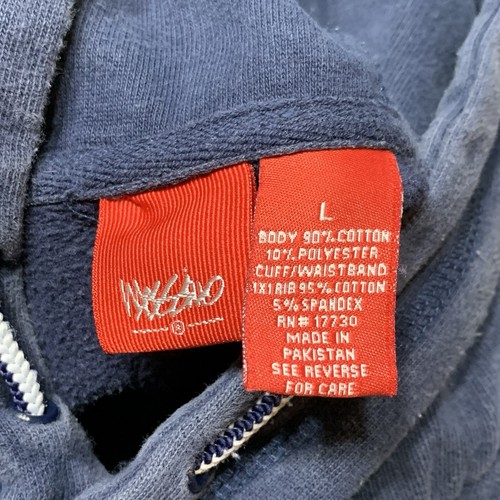 MOSSIMO
®
L
BODY 90% COTTON
10% POLYESTER
CUFF/WAISTBAND
1X1 RIB 95% COTTON
5% SPANDEX
RN# 17730
MADE IN
PAKISTAN
SEE REVERSE
FOR CARE